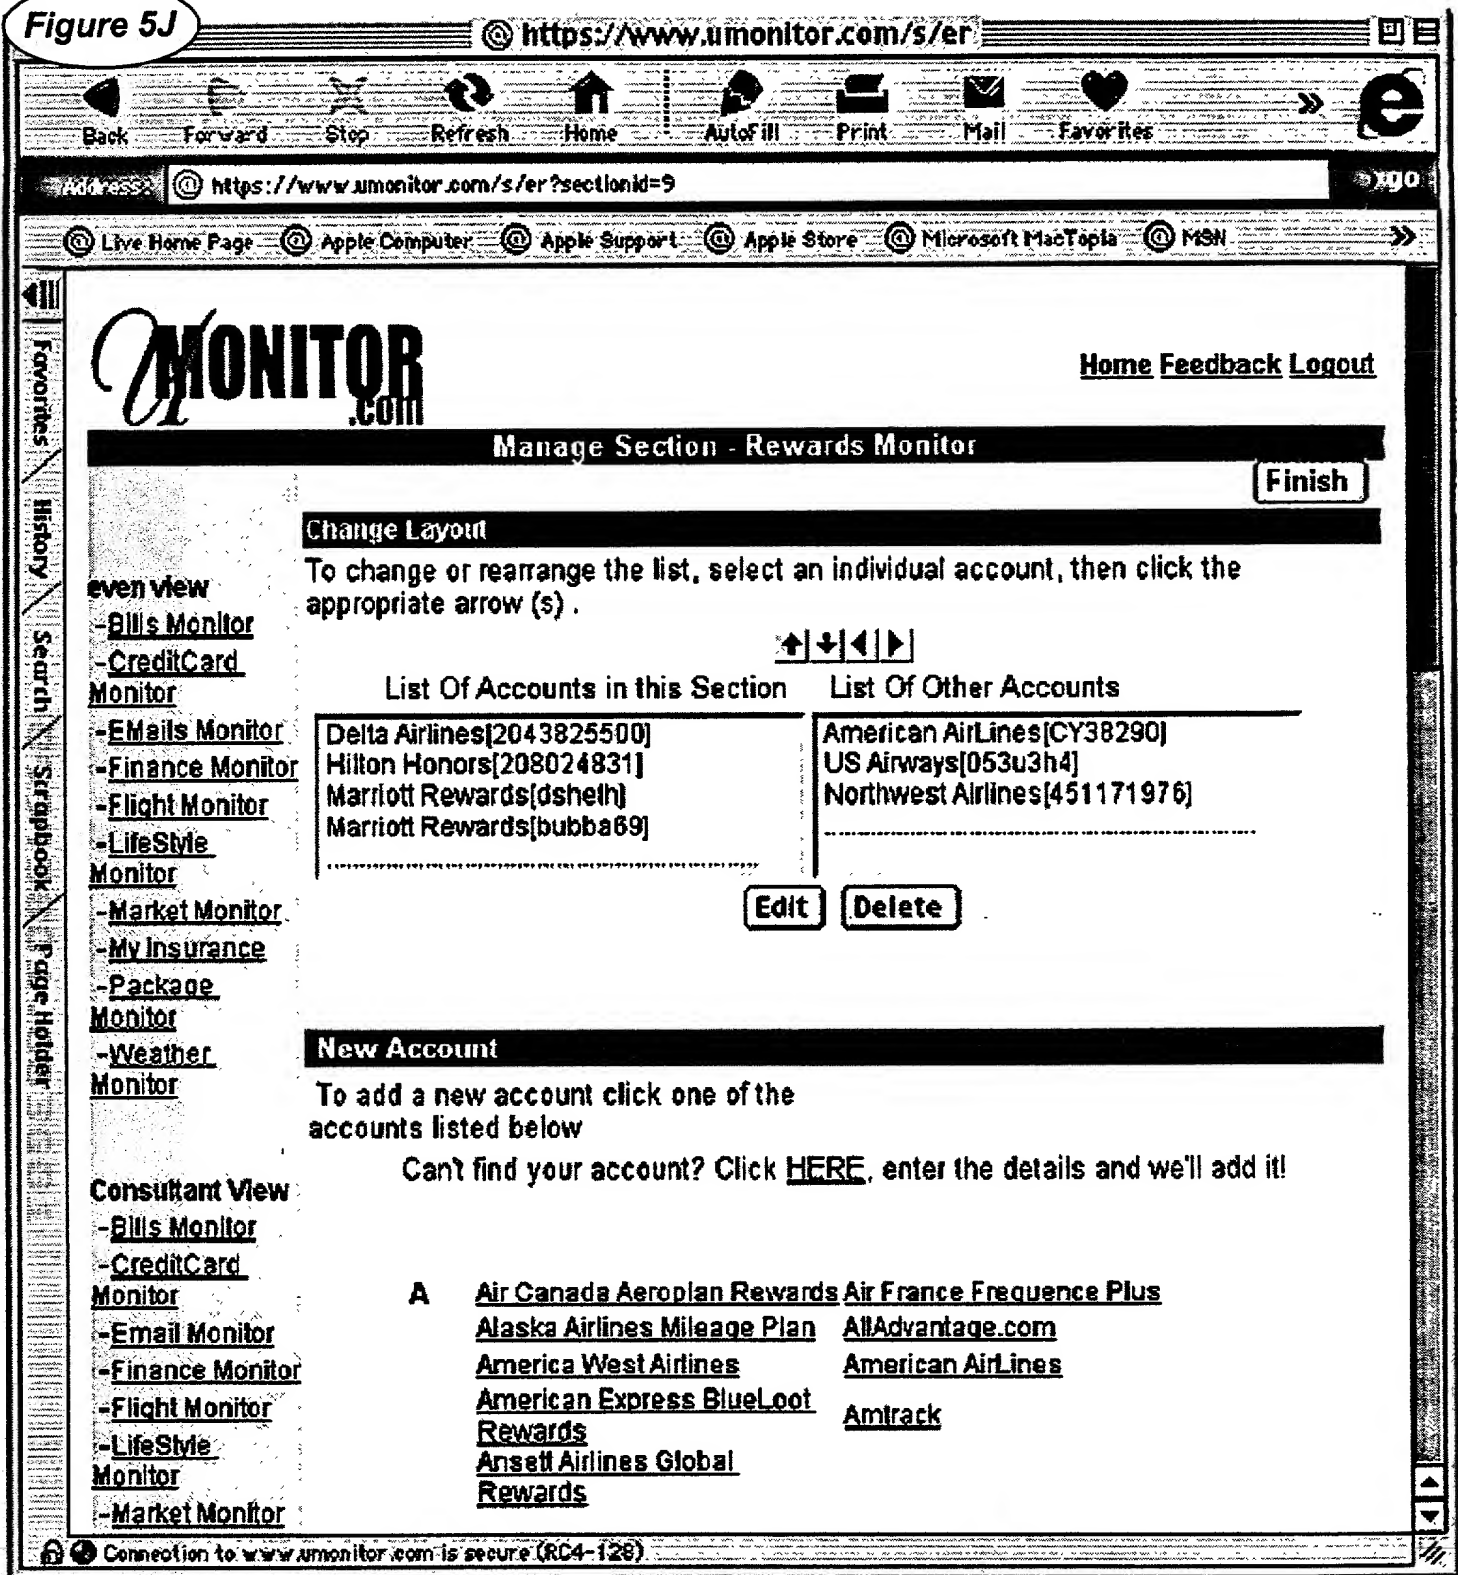 Figure 5J
https://www.umonitor.com/s/er
Back Forward Stop Refresh Home AutoFill Print Mail Favorites
Address: https://www.umonitor.com/s/er?sectionid=9 go
Live Home Page Apple Computer Apple Support Apple Store Microsoft MacTopia MSN
Favorites
History
Search
Scrapbook
Page Holder
UMONITOR
.com
Home Feedback Logout
Manage Section - Rewards Monitor
Finish
even view
-Bills Monitor
-CreditCard
Monitor
-EMails Monitor
-Finance Monitor
-Flight Monitor
-LifeStyle
Monitor
-Market Monitor
-My Insurance
-Package
Monitor
-Weather
Monitor
Consultant View
-Bills Monitor
-CreditCard
Monitor
-Email Monitor
-Finance Monitor
-Flight Monitor
-LifeStyle
Monitor
-Market Monitor
Change Layout
To change or rearrange the list, select an individual account, then click the
appropriate arrow (s) .
List Of Accounts in this Section List Of Other Accounts
Delta Airlines[2043825500] American AirLines[CY38290]
Hilton Honors[208024831] US Airways[053u3h4]
Marriott Rewards[dsheth] Northwest Airlines[451171976]
Marriott Rewards[bubba69]
Edit Delete
New Account
To add a new account click one of the
accounts listed below
Can't find your account? Click HERE, enter the details and we'll add it!
A Air Canada Aeroplan Rewards Air France Frequence Plus
Alaska Airlines Mileage Plan AllAdvantage.com
America West Airlines American AirLines
American Express BlueLoot
Rewards Amtrack
Ansett Airlines Global
Rewards
Connection to www.umonitor.com is secure (RC4-128)